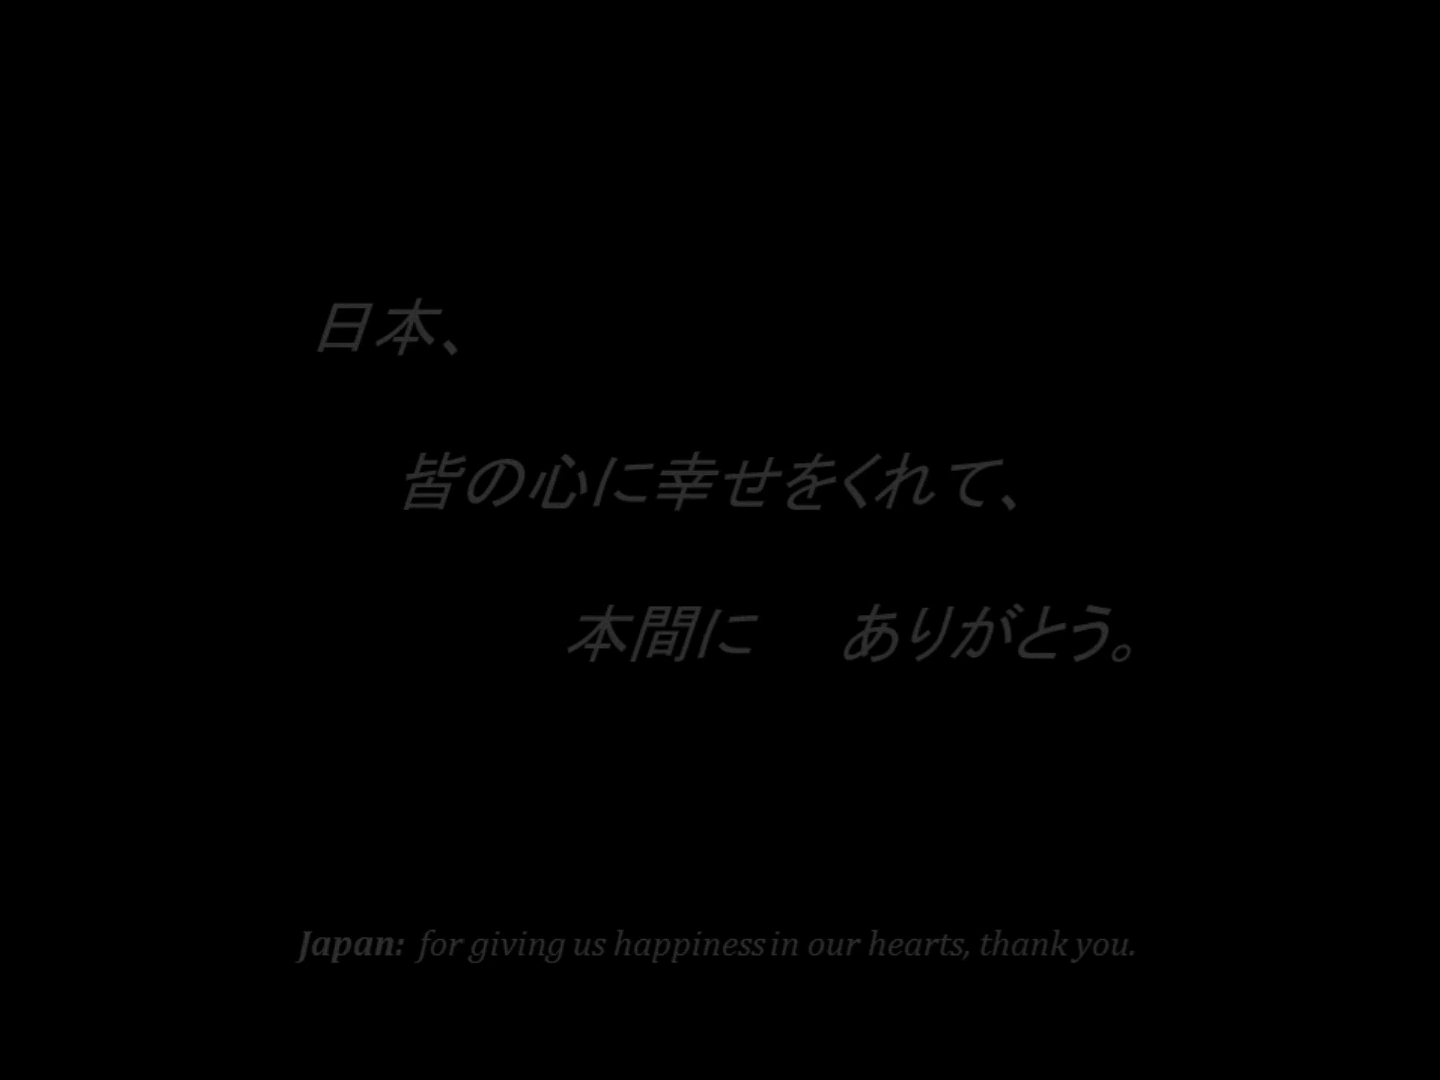 日本、
皆の心に幸せをくれて、
本間に　ありがとう。
Japan: for giving us happiness in our hearts, thank you.